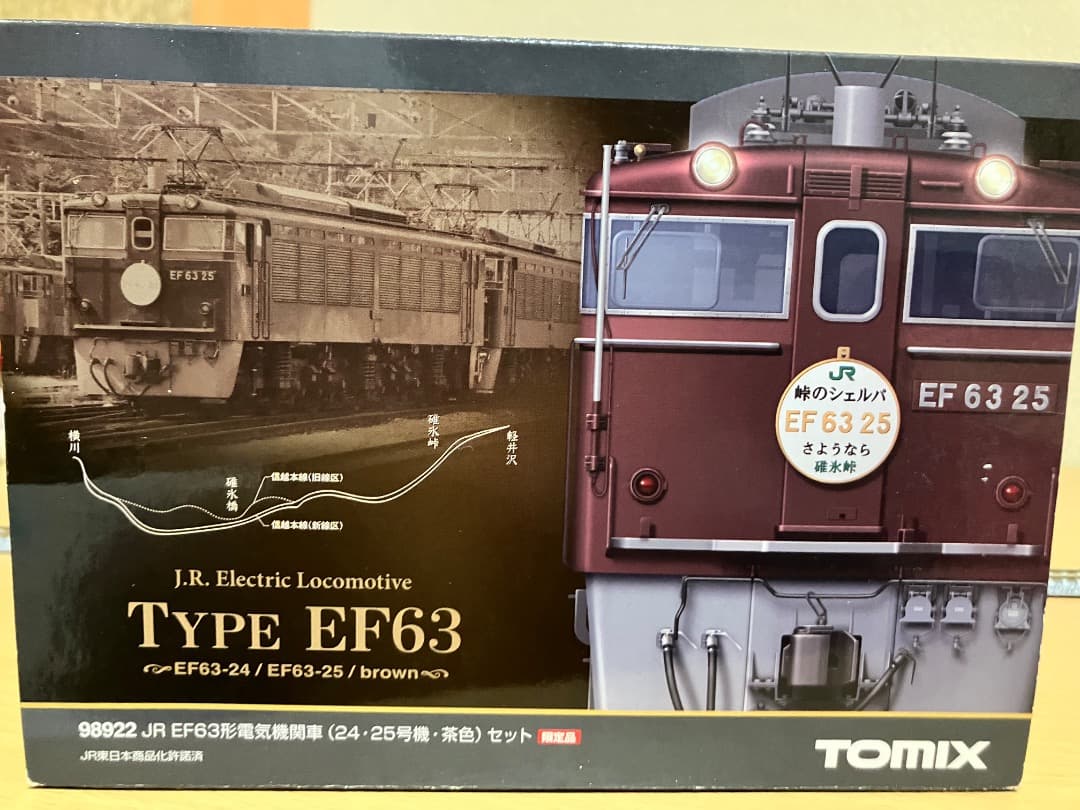 EF 63 25
横川
碓氷橋
信越本線(旧線区)
信越本線(新線区)
碓氷峠
軽井沢
J.R. Electric Locomotive
TYPE EF63
EF63-24 / EF63-25 / brown
JR
峠のシェルパ
EF 63 25
さようなら
碓氷峠
EF 63 25
98922 JR EF63形電気機関車(24・25号機・茶色)セット 限定品
JR東日本商品化許諾済
TOMIX